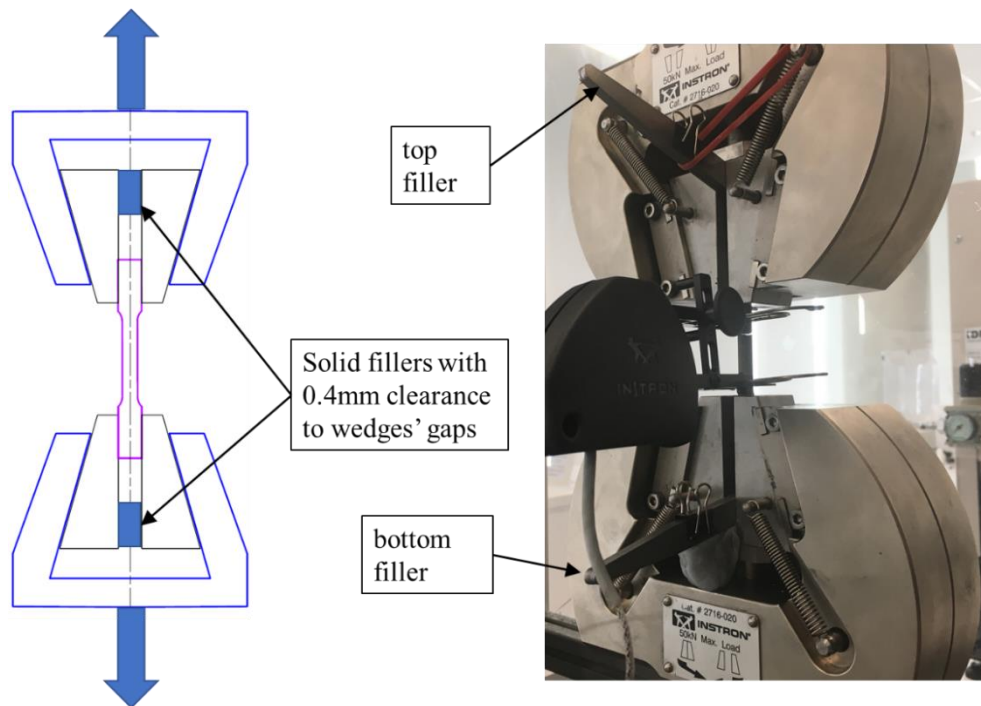 top
filler
Solid fillers with
0.4mm clearance
to wedges' gaps
bottom
filler
50kN Max. Load
INSTRON®
Cat. # 2716-020
INSTRON
Cat. # 2716-020
INSTRON®
50kN Max. Load